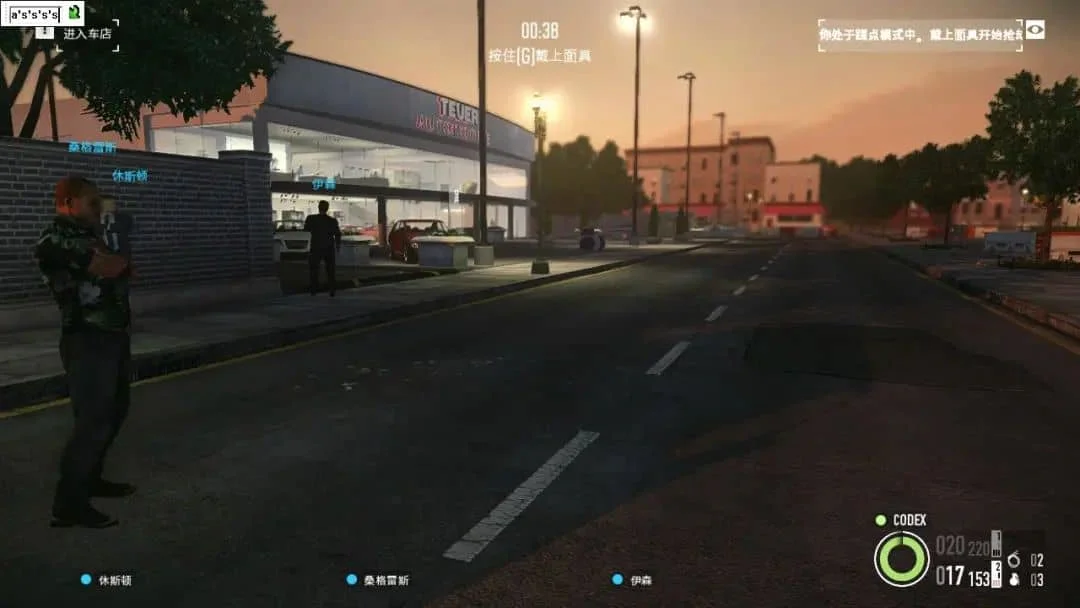 a's's's's
进入车店
00:38
按住[G]戴上面具
你处于踩点模式中。戴上面具开始抢劫
桑格雷斯
休斯顿
伊森
TEUER
CODEX
020 220 1
017 153 2
02
03
休斯顿
桑格雷斯
伊森